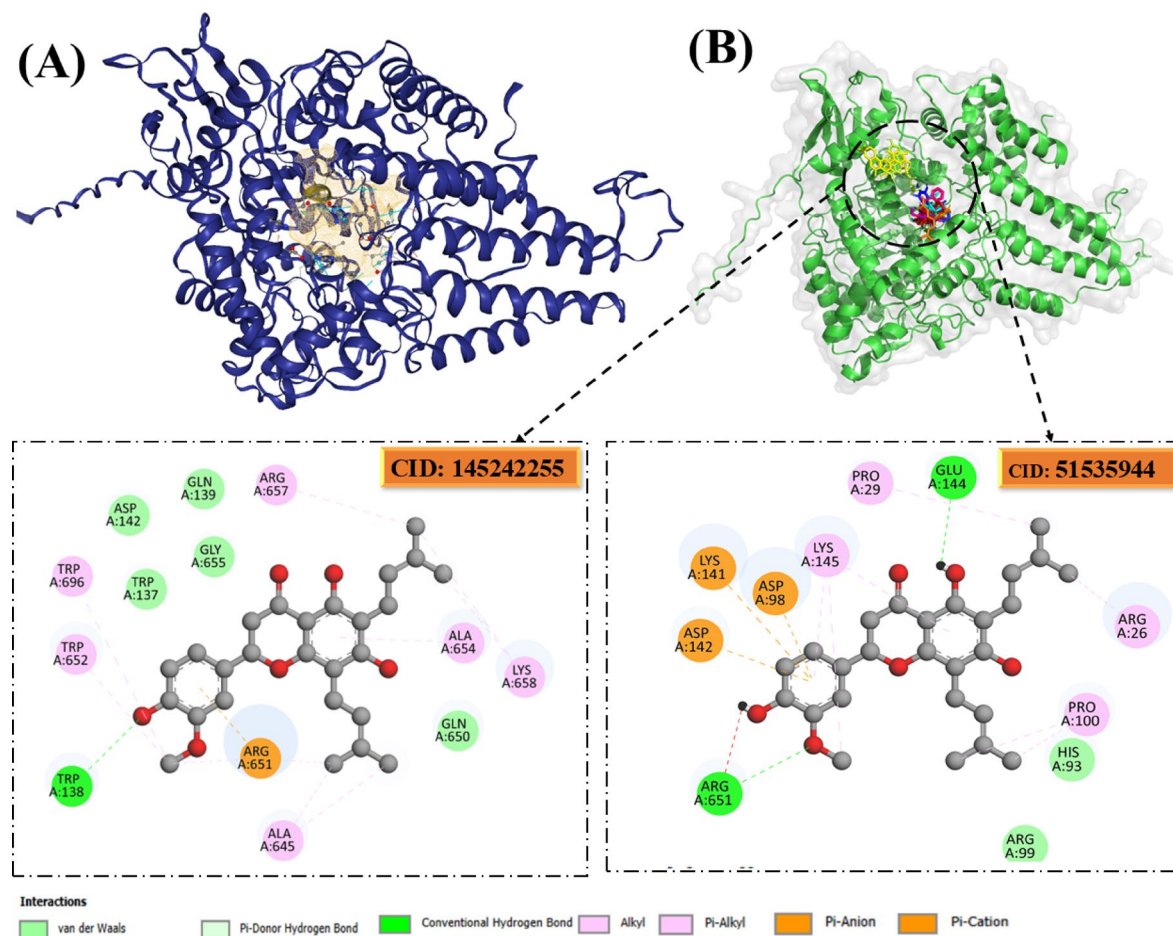 (A)
(B)
CID: 145242255
GLN
A:139
ARG
A:657
ASP
A:142
GLY
A:655
TRP
A:696
TRP
A:137
TRP
A:652
ALA
A:654
LYS
A:658
GLN
A:650
ARG
A:651
TRP
A:138
ALA
A:645
CID: 51535944
GLU
A:144
PRO
A:29
LYS
A:145
LYS
A:141
ASP
A:98
ASP
A:142
ARG
A:26
PRO
A:100
HIS
A:93
ARG
A:651
ARG
A:99
Interactions
van der Waals
Pi-Donor Hydrogen Bond
Conventional Hydrogen Bond
Alkyl
Pi-Alkyl
Pi-Anion
Pi-Cation